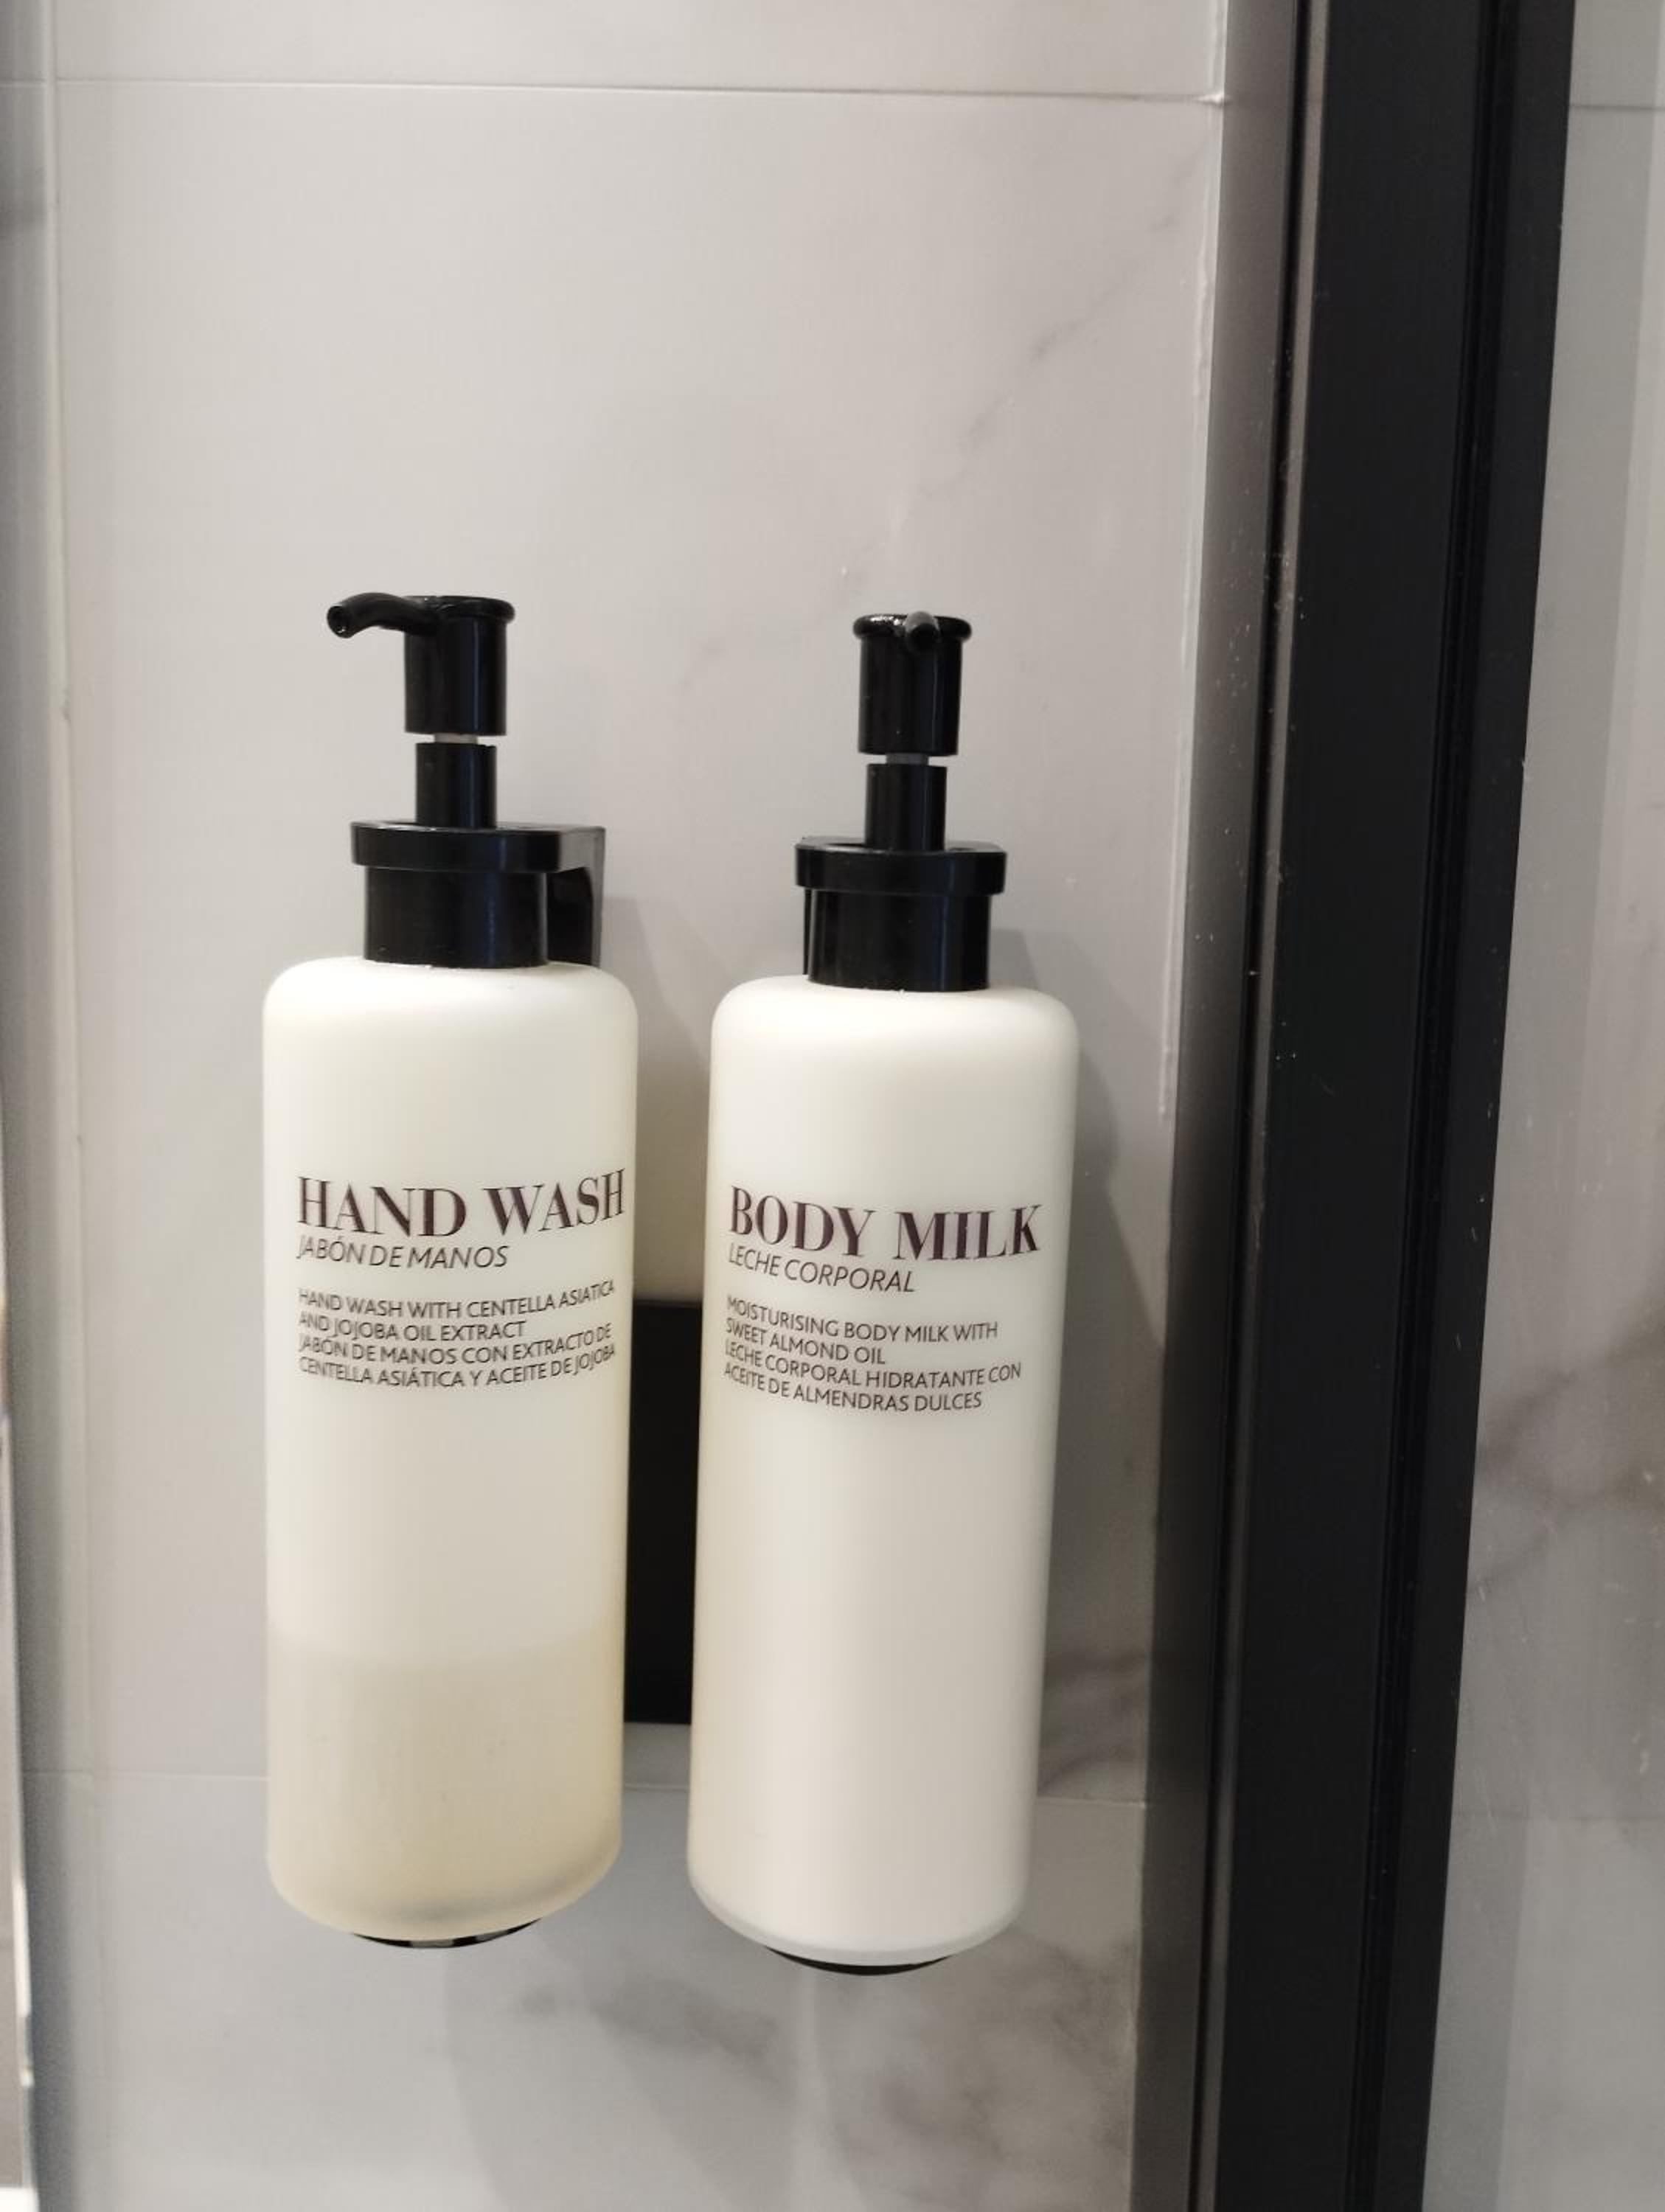 HAND WASH
JABÓN DE MANOS
HAND WASH WITH CENTELLA ASIATICA
AND JOJOBA OIL EXTRACT
JABÓN DE MANOS CON EXTRACTO DE
CENTELLA ASIÁTICA Y ACEITE DE JOJOBA
BODY MILK
LECHE CORPORAL
MOISTURISING BODY MILK WITH
SWEET ALMOND OIL
LECHE CORPORAL HIDRATANTE CON
ACEITE DE ALMENDRAS DULCES